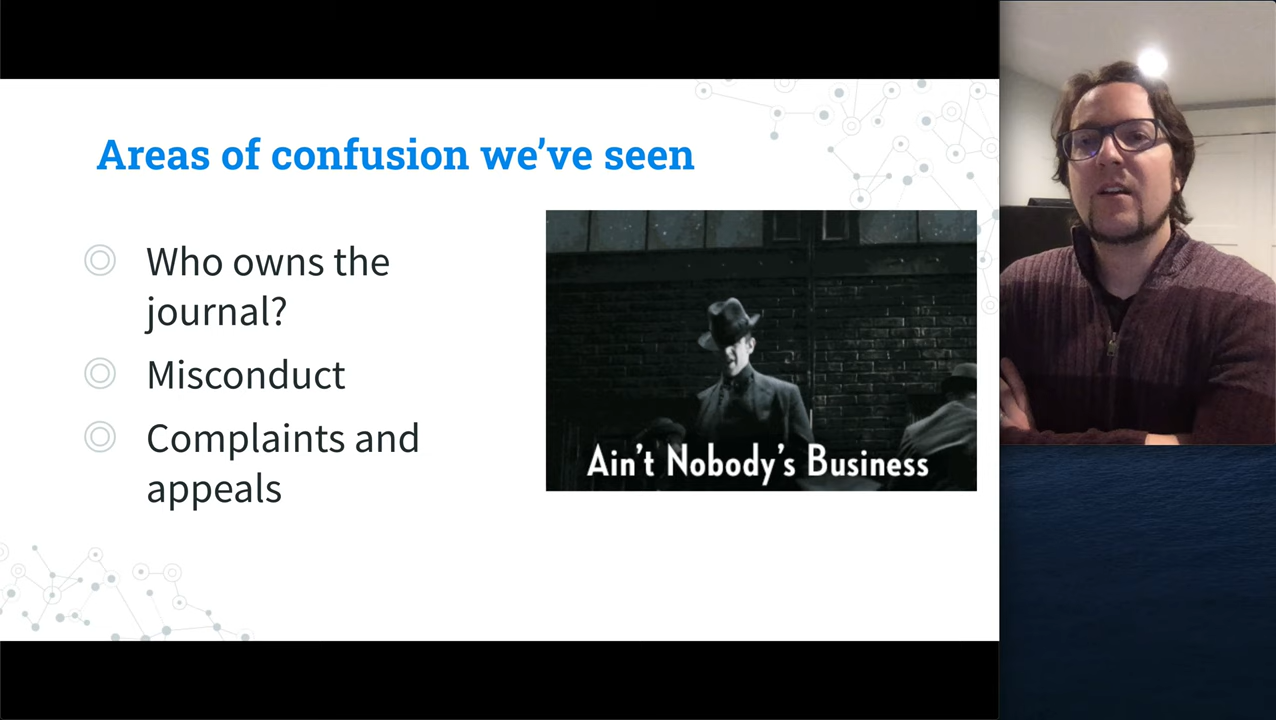 Areas of confusion we've seen
Who owns the
journal?
Misconduct
Complaints and
appeals
Ain't Nobody's Business